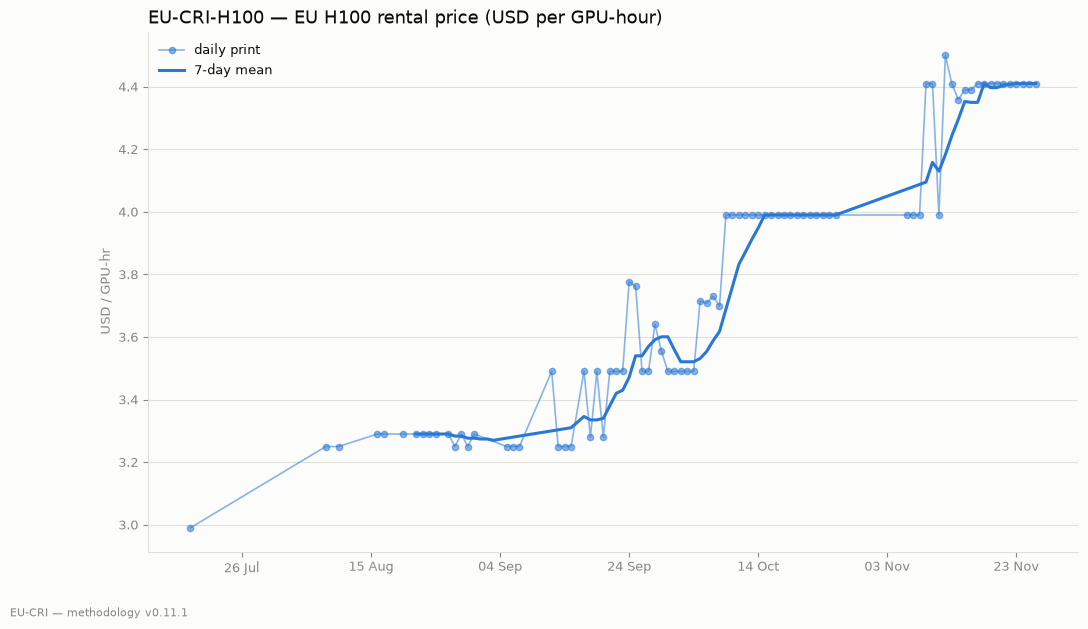 EU-CRI-H100 — EU H100 rental price (USD per GPU-hour)
daily print
7-day mean
USD / GPU-hr
4.4
4.2
4.0
3.8
3.6
3.4
3.2
3.0
26 Jul
15 Aug
04 Sep
24 Sep
14 Oct
03 Nov
23 Nov
EU-CRI — methodology v0.11.1